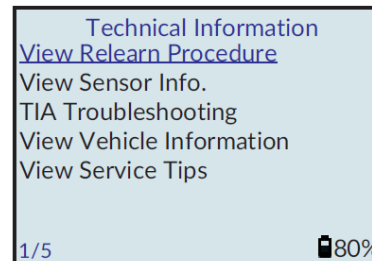 Technical Information
View Relearn Procedure
View Sensor Info.
TIA Troubleshooting
View Vehicle Information
View Service Tips
1/5
80%